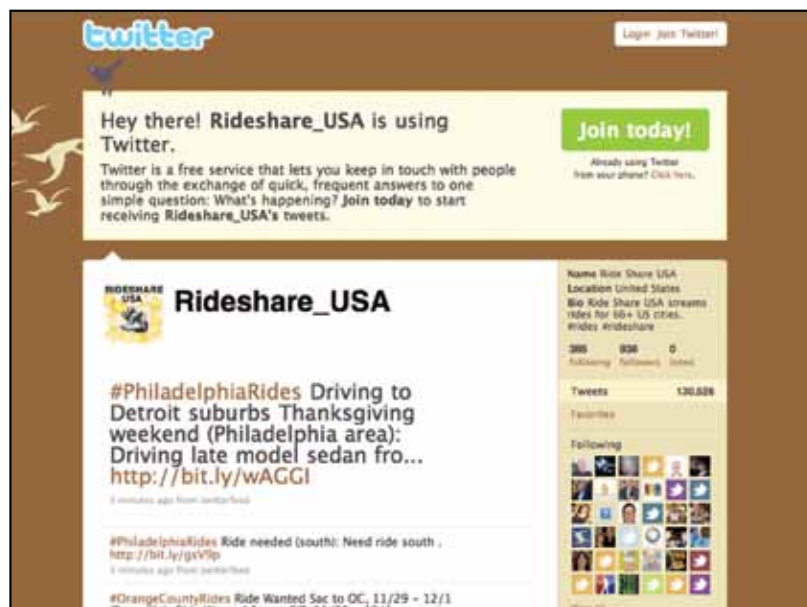 twitter
Login Join Twitter!
Hey there! Rideshare_USA is using
Twitter.
Twitter is a free service that lets you keep in touch with people
through the exchange of quick, frequent answers to one
simple question: What's happening? Join today to start
receiving Rideshare_USA's tweets.
Join today!
Already using Twitter
from your phone? Click here.
RIDESHARE
USA
Rideshare_USA
#PhiladelphiaRides Driving to
Detroit suburbs Thanksgiving
weekend (Philadelphia area):
Driving late model sedan fro...
http://bit.ly/wAGGI
3 minutes ago from twitterfeed
#PhiladelphiaRides Ride needed (south): Need ride south .
http://bit.ly/gsV9p
3 minutes ago from twitterfeed
#OrangeCountyRides Ride Wanted Sac to OC, 11/29 - 12/1
Name Ride Share USA
Location United States
Bio Ride Share USA streams
rides for 66+ US cities.
#rides #rideshare
following followers listed
Tweets 130,626
Favorites
Following